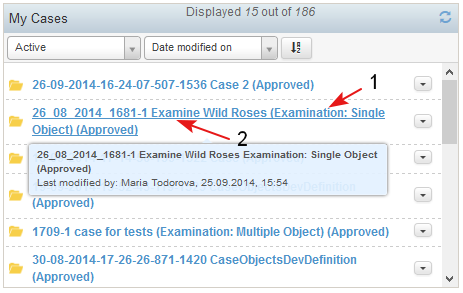 My Cases
Displayed 15 out of 186
Active
Date modified on
26-09-2014-16-24-07-507-1536 Case 2 (Approved)
1
26_08_2014_1681-1 Examine Wild Roses (Examination: Single
Object) (Approved)
2
26_08_2014_1681-1 Examine Wild Roses Examination: Single Object
(Approved)
Last modified by: Maria Todorova, 25.09.2014, 15:54
(Approved)
1709-1 case for tests (Examination: Multiple Object) (Approved)
30-08-2014-17-26-26-871-1420 CaseObjectsDevDefinition
(Approved)